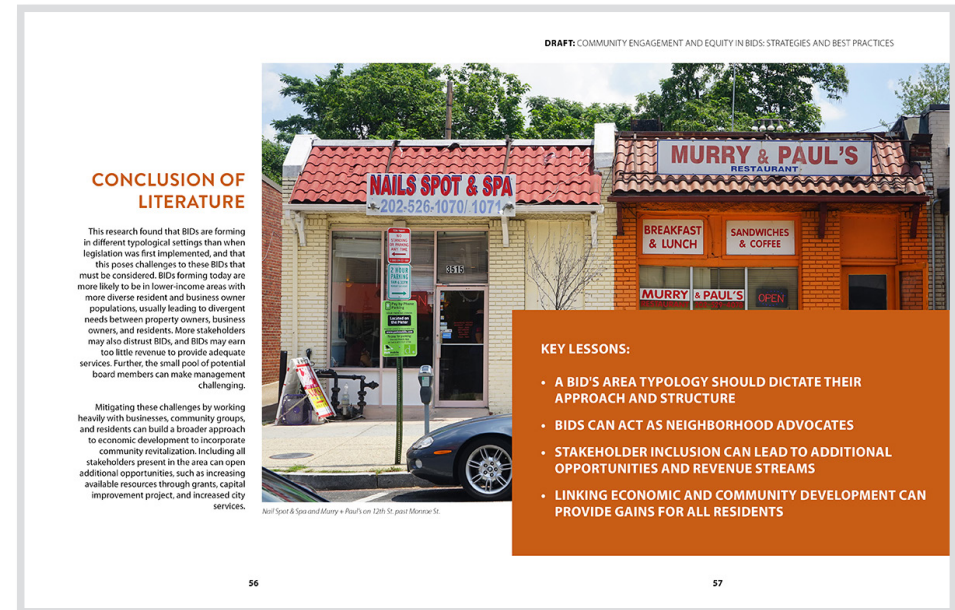 DRAFT: COMMUNITY ENGAGEMENT AND EQUITY IN BIDS: STRATEGIES AND BEST PRACTICES
CONCLUSION OF
LITERATURE
This research found that BIDs are forming
in different typological settings than when
legislation was first implemented, and that
this poses challenges to these BIDs that
must be considered. BIDs forming today are
more likely to be in lower-income areas with
more diverse resident and business owner
populations, usually leading to divergent
needs between property owners, business
owners, and residents. More stakeholders
may also distrust BIDs, and BIDs may earn
too little revenue to provide adequate
services. Further, the small pool of potential
board members can make management
challenging.
Mitigating these challenges by working
heavily with businesses, community groups,
and residents can build a broader approach
to economic development to incorporate
community revitalization. Including all
stakeholders present in the area can open
additional opportunities, such as increasing
available resources through grants, capital
improvement project, and increased city
services.
NAILS SPOT & SPA
202-526-1070/ 1071
3515
2 HOUR
PARKING
MURRY & PAUL'S
RESTAURANT
BREAKFAST
& LUNCH
SANDWICHES
& COFFEE
MURRY & PAUL'S
OPEN
Nail Spot & Spa and Murry + Paul's on 12th St. past Monroe St.
KEY LESSONS:
• A BID'S AREA TYPOLOGY SHOULD DICTATE THEIR
APPROACH AND STRUCTURE
• BIDS CAN ACT AS NEIGHBORHOOD ADVOCATES
• STAKEHOLDER INCLUSION CAN LEAD TO ADDITIONAL
OPPORTUNITIES AND REVENUE STREAMS
• LINKING ECONOMIC AND COMMUNITY DEVELOPMENT CAN
PROVIDE GAINS FOR ALL RESIDENTS
56
57